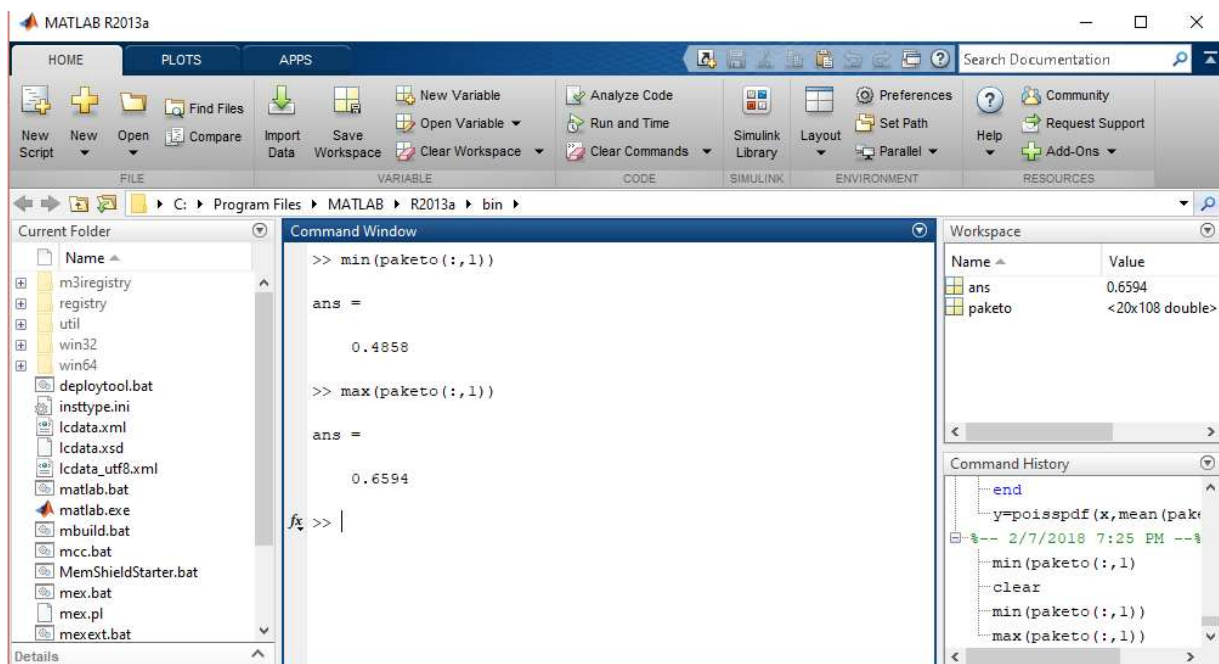 MATLAB R2013a
HOME PLOTS APPS Search Documentation
New Script
New
Open
Find Files
Compare
Import Data
Save Workspace
New Variable
Open Variable
Clear Workspace
Analyze Code
Run and Time
Clear Commands
Simulink Library
Layout
Preferences
Set Path
Parallel
Help
Community
Request Support
Add-Ons
FILE VARIABLE CODE SIMULINK ENVIRONMENT RESOURCES
C: Program Files MATLAB R2013a bin
Current Folder
Name
m3iregistry
registry
util
win32
win64
deploytool.bat
insttype.ini
lcdata.xml
lcdata.xsd
lcdata_utf8.xml
matlab.bat
matlab.exe
mbuild.bat
mcc.bat
MemShieldStarter.bat
mex.bat
mex.pl
mexext.bat
Details
Command Window
>> min(paketo(:,1))
ans =
0.4858
>> max(paketo(:,1))
ans =
0.6594
fx >>
Workspace
Name Value
ans 0.6594
paketo <20x108 double>
Command History
end
y=poisspdf(x,mean(pake
%-- 2/7/2018 7:25 PM --%
min(paketo(:,1)
clear
min(paketo(:,1))
max(paketo(:,1))